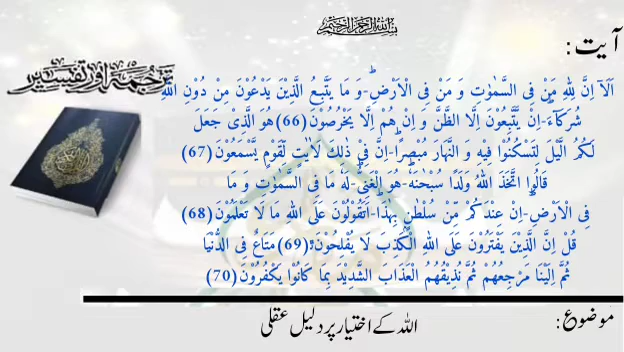 بسم الله الرحمن الرحیم
آیت:
ترجمہ اور تفسیر
اَلَاۤ اِنَّ لِلّٰهِ مَنْ فِی السَّمٰوٰتِ وَ مَنْ فِی الْاَرْضِؕ-وَ مَا یَتَّبِـعُ الَّذِیْنَ یَدْعُوْنَ مِنْ دُوْنِ اللّٰهِ
شُرَكَآءَؕ-اِنْ یَّتَّبِعُوْنَ اِلَّا الظَّنَّ وَ اِنْ هُمْ اِلَّا یَخْرُصُوْنَ(66)هُوَ الَّذِیْ جَعَلَ
لَكُمُ الَّیْلَ لِتَسْكُنُوْا فِیْهِ وَ النَّهَارَ مُبْصِرًاؕ-اِنَّ فِیْ ذٰلِكَ لَاٰیٰتٍ لِّقَوْمٍ یَّسْمَعُوْنَ(67)
قَالُوا اتَّخَذَ اللّٰهُ وَلَدًا سُبْحٰنَهٗؕ-هُوَ الْغَنِیُّؕ-لَهٗ مَا فِی السَّمٰوٰتِ وَ مَا
فِی الْاَرْضِؕ-اِنْ عِنْدَكُمْ مِّنْ سُلْطٰنٍۭ بِهٰذَاؕ-اَتَقُوْلُوْنَ عَلَى اللّٰهِ مَا لَا تَعْلَمُوْنَ(68)
قُلْ اِنَّ الَّذِیْنَ یَفْتَرُوْنَ عَلَى اللّٰهِ الْكَذِبَ لَا یُفْلِحُوْنَؕ(69)مَتَاعٌ فِی الدُّنْیَا
ثُمَّ اِلَیْنَا مَرْجِعُهُمْ ثُمَّ نُذِیْقُهُمُ الْعَذَابَ الشَّدِیْدَ بِمَا كَانُوْا یَكْفُرُوْنَ(70)
موضوع: اللہ کے اختیار پر دلیل عقلی